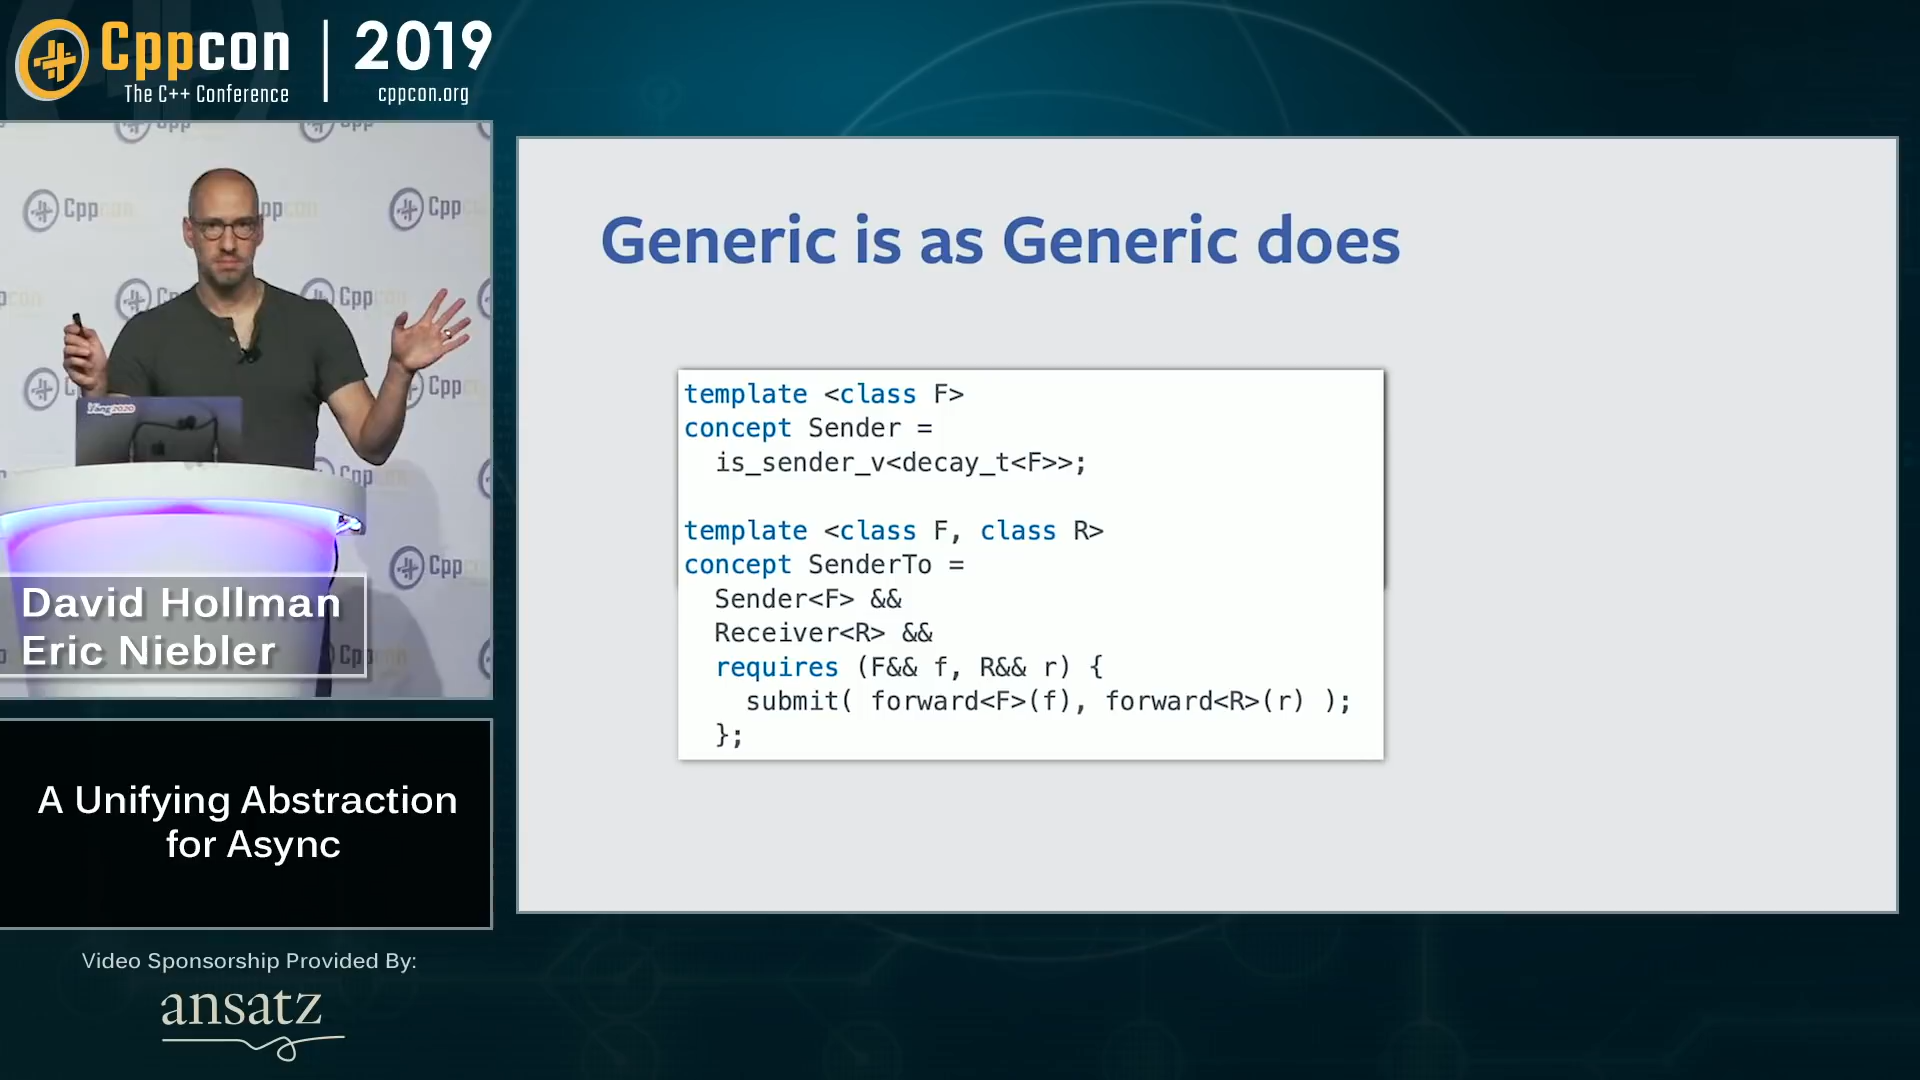 Cppcon
The C++ Conference
2019
cppcon.org
Generic is as Generic does
template <class F>
concept Sender =
  is_sender_v<decay_t<F>>;
template <class F, class R>
concept SenderTo =
  Sender<F> &&
  Receiver<R> &&
  requires (F&& f, R&& r) {
    submit( forward<F>(f), forward<R>(r) );
  };
Yang2020
David Hollman
Eric Niebler
A Unifying Abstraction
for Async
Video Sponsorship Provided By:
ansatz